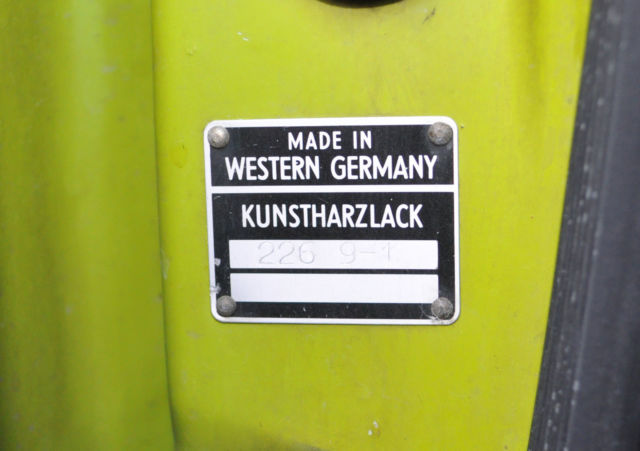 MADE IN
WESTERN GERMANY
KUNSTHARZLACK
226 9-1